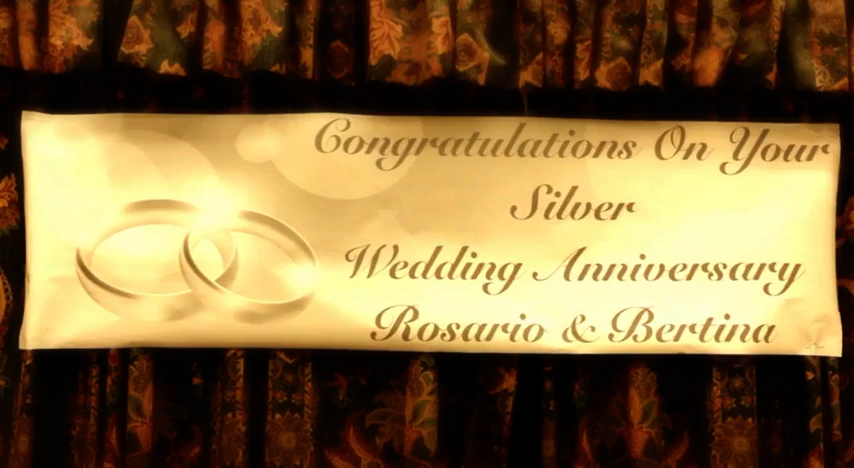 Congratulations On Your
Silver
Wedding Anniversary
Rosario & Bertina